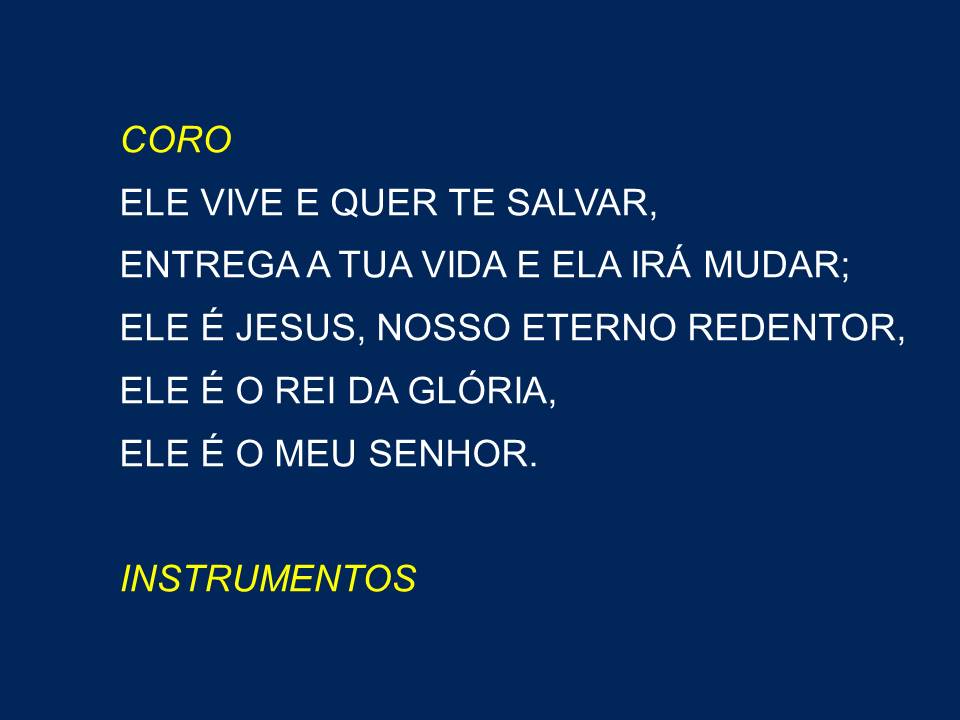 CORO
ELE VIVE E QUER TE SALVAR,
ENTREGA A TUA VIDA E ELA IRÁ MUDAR;
ELE É JESUS, NOSSO ETERNO REDENTOR,
ELE É O REI DA GLÓRIA,
ELE É O MEU SENHOR.
INSTRUMENTOS